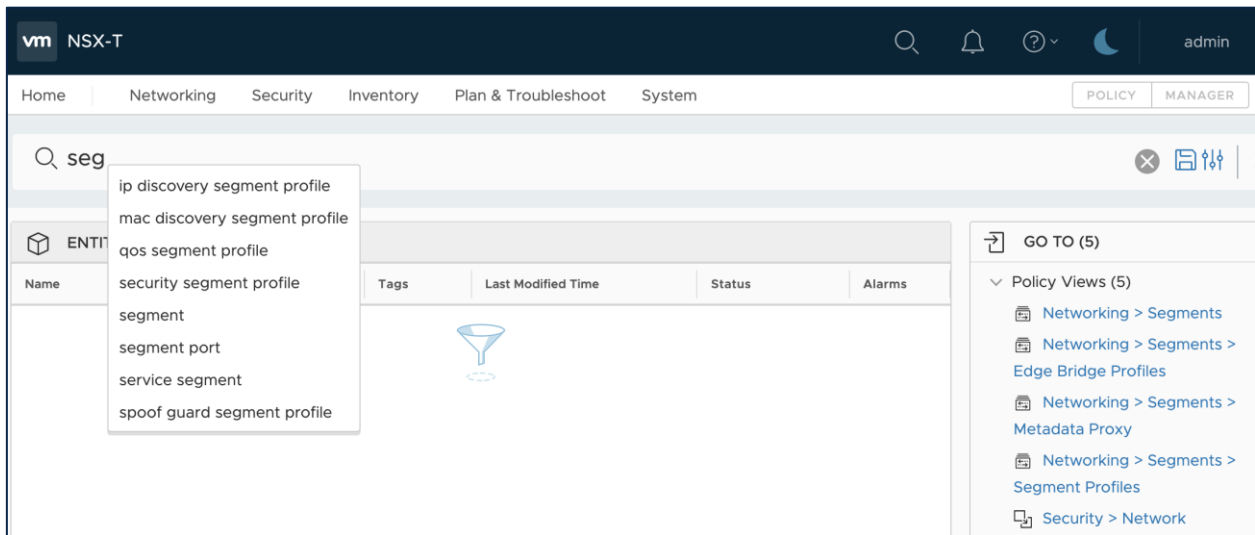 vm NSX-T
admin
Home Networking Security Inventory Plan & Troubleshoot System POLICY MANAGER
seg
ip discovery segment profile
mac discovery segment profile
qos segment profile
security segment profile
segment
segment port
service segment
spoof guard segment profile
ENTIT
Name Tags Last Modified Time Status Alarms
GO TO (5)
Policy Views (5)
Networking > Segments
Networking > Segments >
Edge Bridge Profiles
Networking > Segments >
Metadata Proxy
Networking > Segments >
Segment Profiles
Security > Network